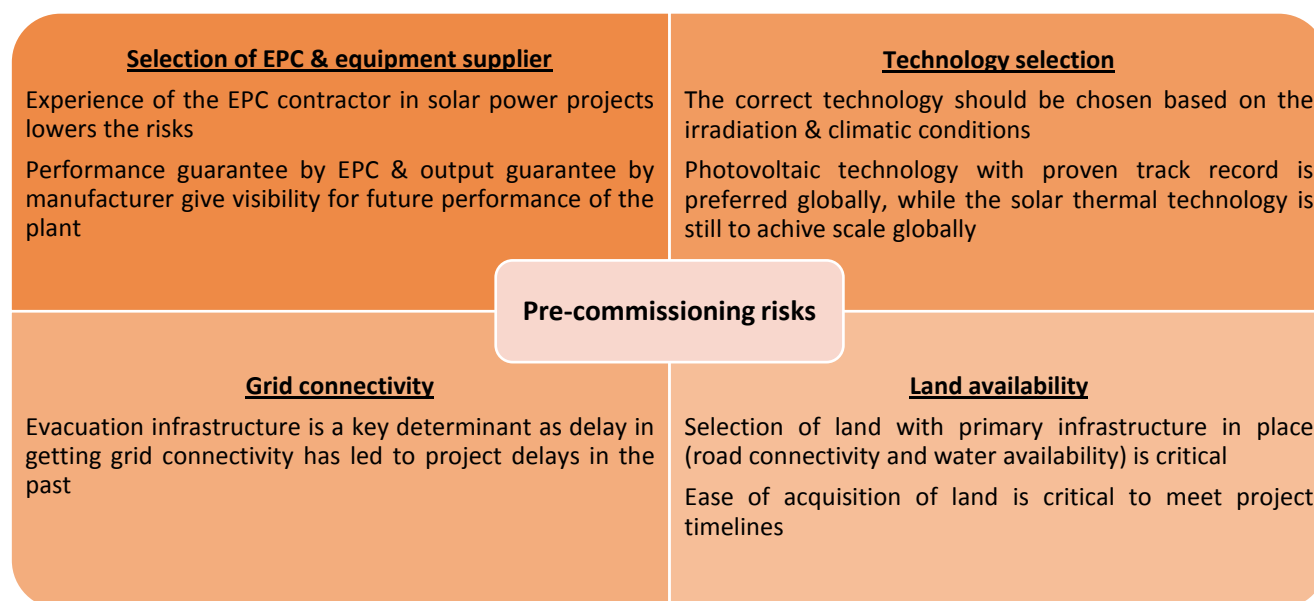 Selection of EPC & equipment supplier
Experience of the EPC contractor in solar power projects
lowers the risks
Performance guarantee by EPC & output guarantee by
manufacturer give visibility for future performance of the
plant
Technology selection
The correct technology should be chosen based on the
irradiation & climatic conditions
Photovoltaic technology with proven track record is
preferred globally, while the solar thermal technology is
still to achive scale globally
Pre-commissioning risks
Grid connectivity
Evacuation infrastructure is a key determinant as delay in
getting grid connectivity has led to project delays in the
past
Land availability
Selection of land with primary infrastructure in place
(road connectivity and water availability) is critical
Ease of acquisition of land is critical to meet project
timelines